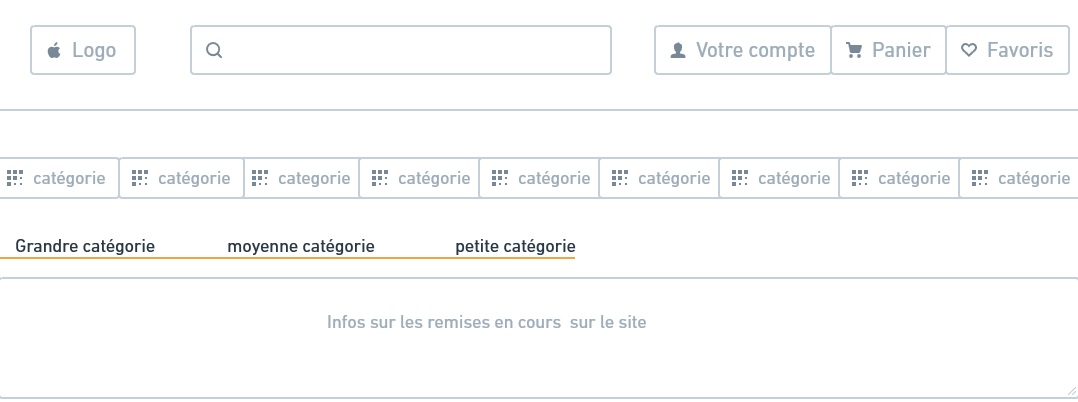 Logo
Votre compte Panier Favoris
catégorie catégorie categorie catégorie catégorie catégorie catégorie catégorie catégorie
Grandre catégorie moyenne catégorie petite catégorie
Infos sur les remises en cours sur le site